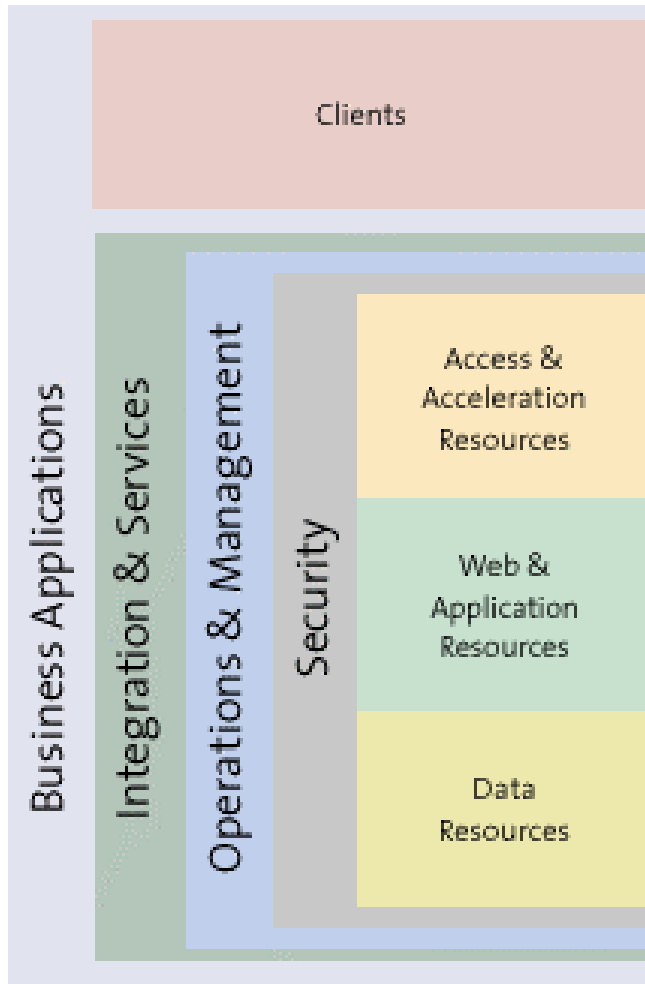 Clients
Business Applications
Integration & Services
Operations & Management
Security
Access &
Acceleration
Resources
Web &
Application
Resources
Data
Resources